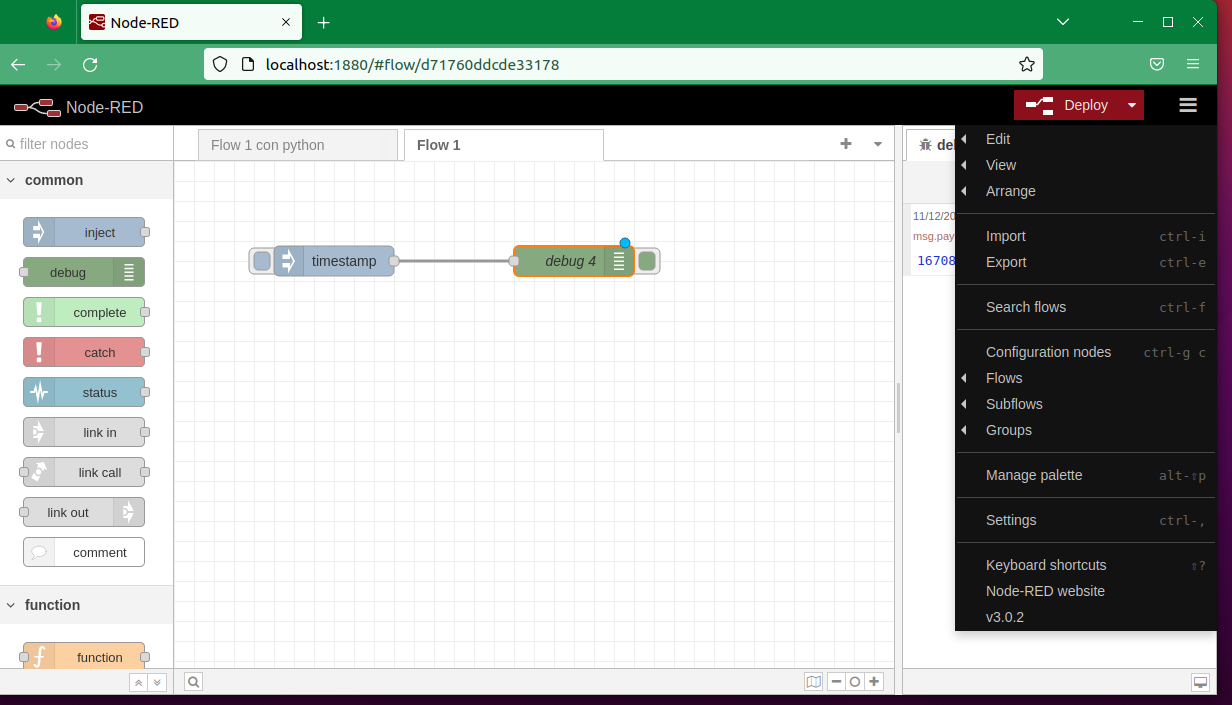 Node-RED
localhost:1880/#flow/d71760ddcde33178
Node-RED
Deploy
filter nodes
Flow 1 con python
Flow 1
common
inject
debug
complete
catch
status
link in
link call
link out
comment
function
function
timestamp
debug 4
11/12/20
msg.pay
16708
Edit
View
Arrange
Import ctrl-i
Export ctrl-e
Search flows ctrl-f
Configuration nodes ctrl-g c
Flows
Subflows
Groups
Manage palette alt-⇧p
Settings ctrl-,
Keyboard shortcuts ⇧?
Node-RED website
v3.0.2